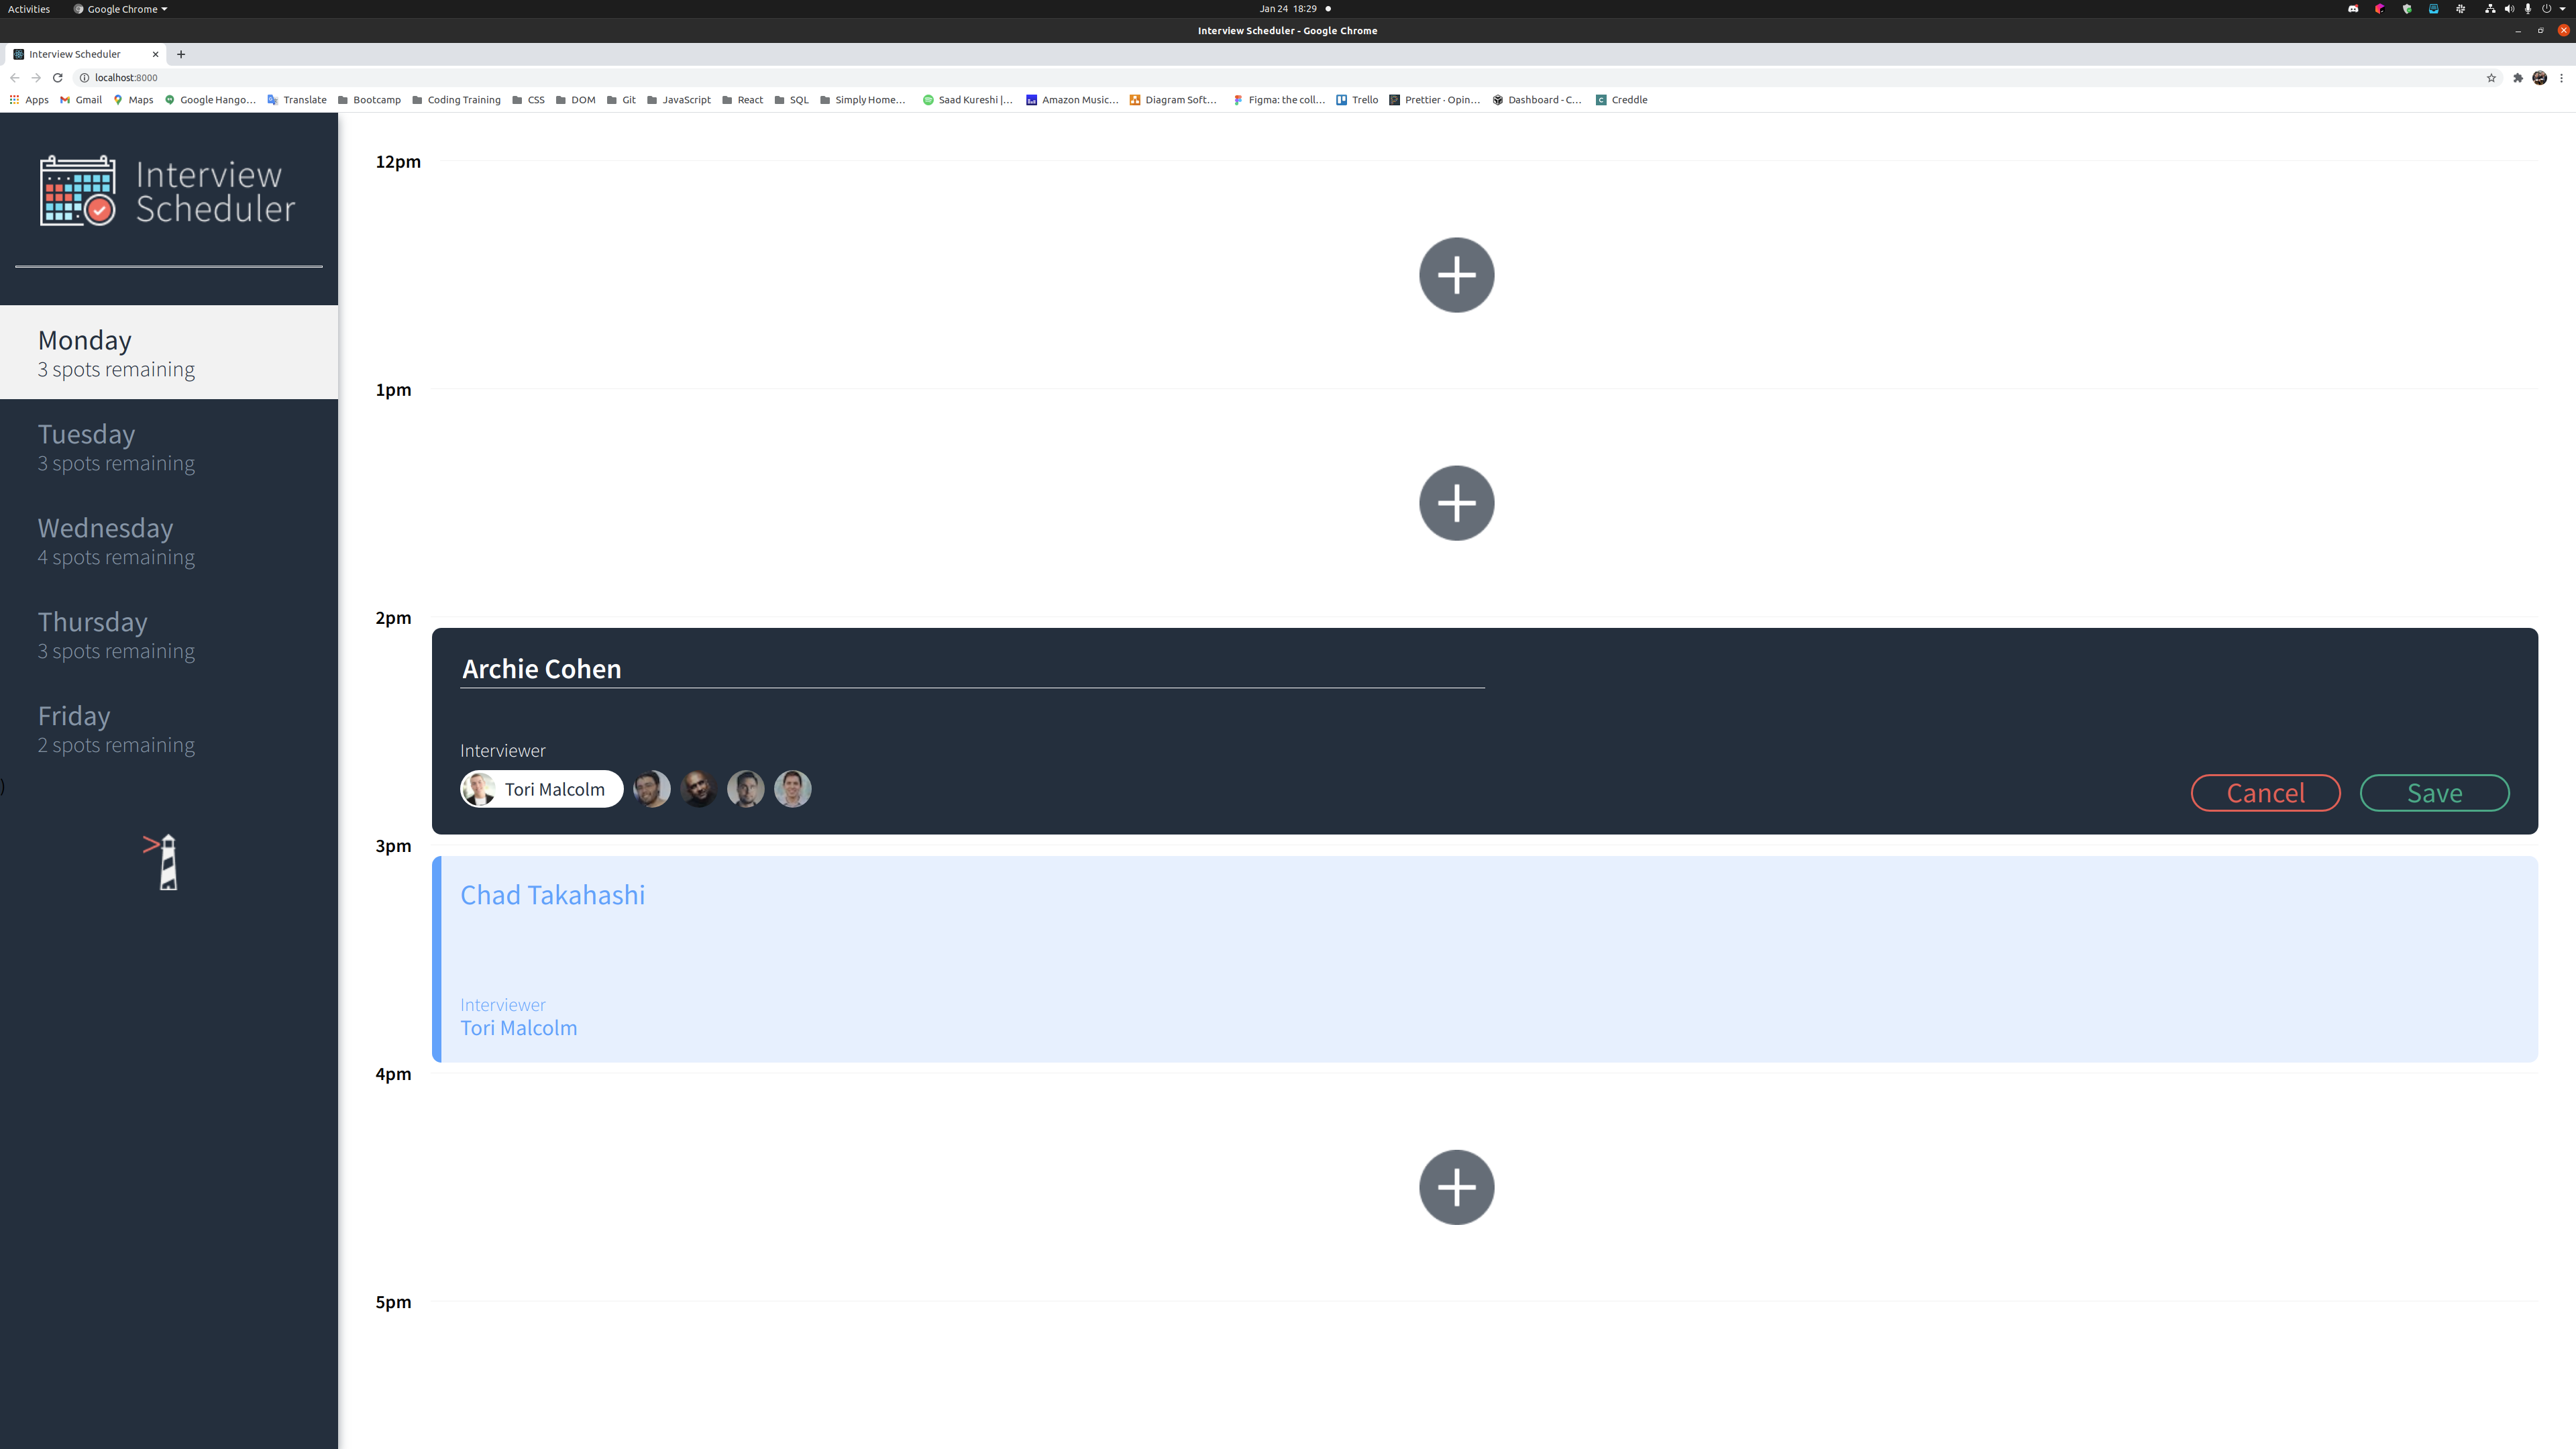 Activities Google Chrome Jan 24 18:29
Interview Scheduler - Google Chrome
Interview Scheduler
localhost:8000
Apps Gmail Maps Google Hango… Translate Bootcamp Coding Training CSS DOM Git JavaScript React SQL Simply Home… Saad Kureshi |… Amazon Music… Diagram Soft… Figma: the coll… Trello Prettier · Opin… Dashboard - C… Creddle
Interview
Scheduler
Monday
3 spots remaining
Tuesday
3 spots remaining
Wednesday
4 spots remaining
Thursday
3 spots remaining
Friday
2 spots remaining
)
12pm
1pm
2pm
Archie Cohen
Interviewer
Tori Malcolm
Cancel Save
3pm
Chad Takahashi
Interviewer
Tori Malcolm
4pm
5pm